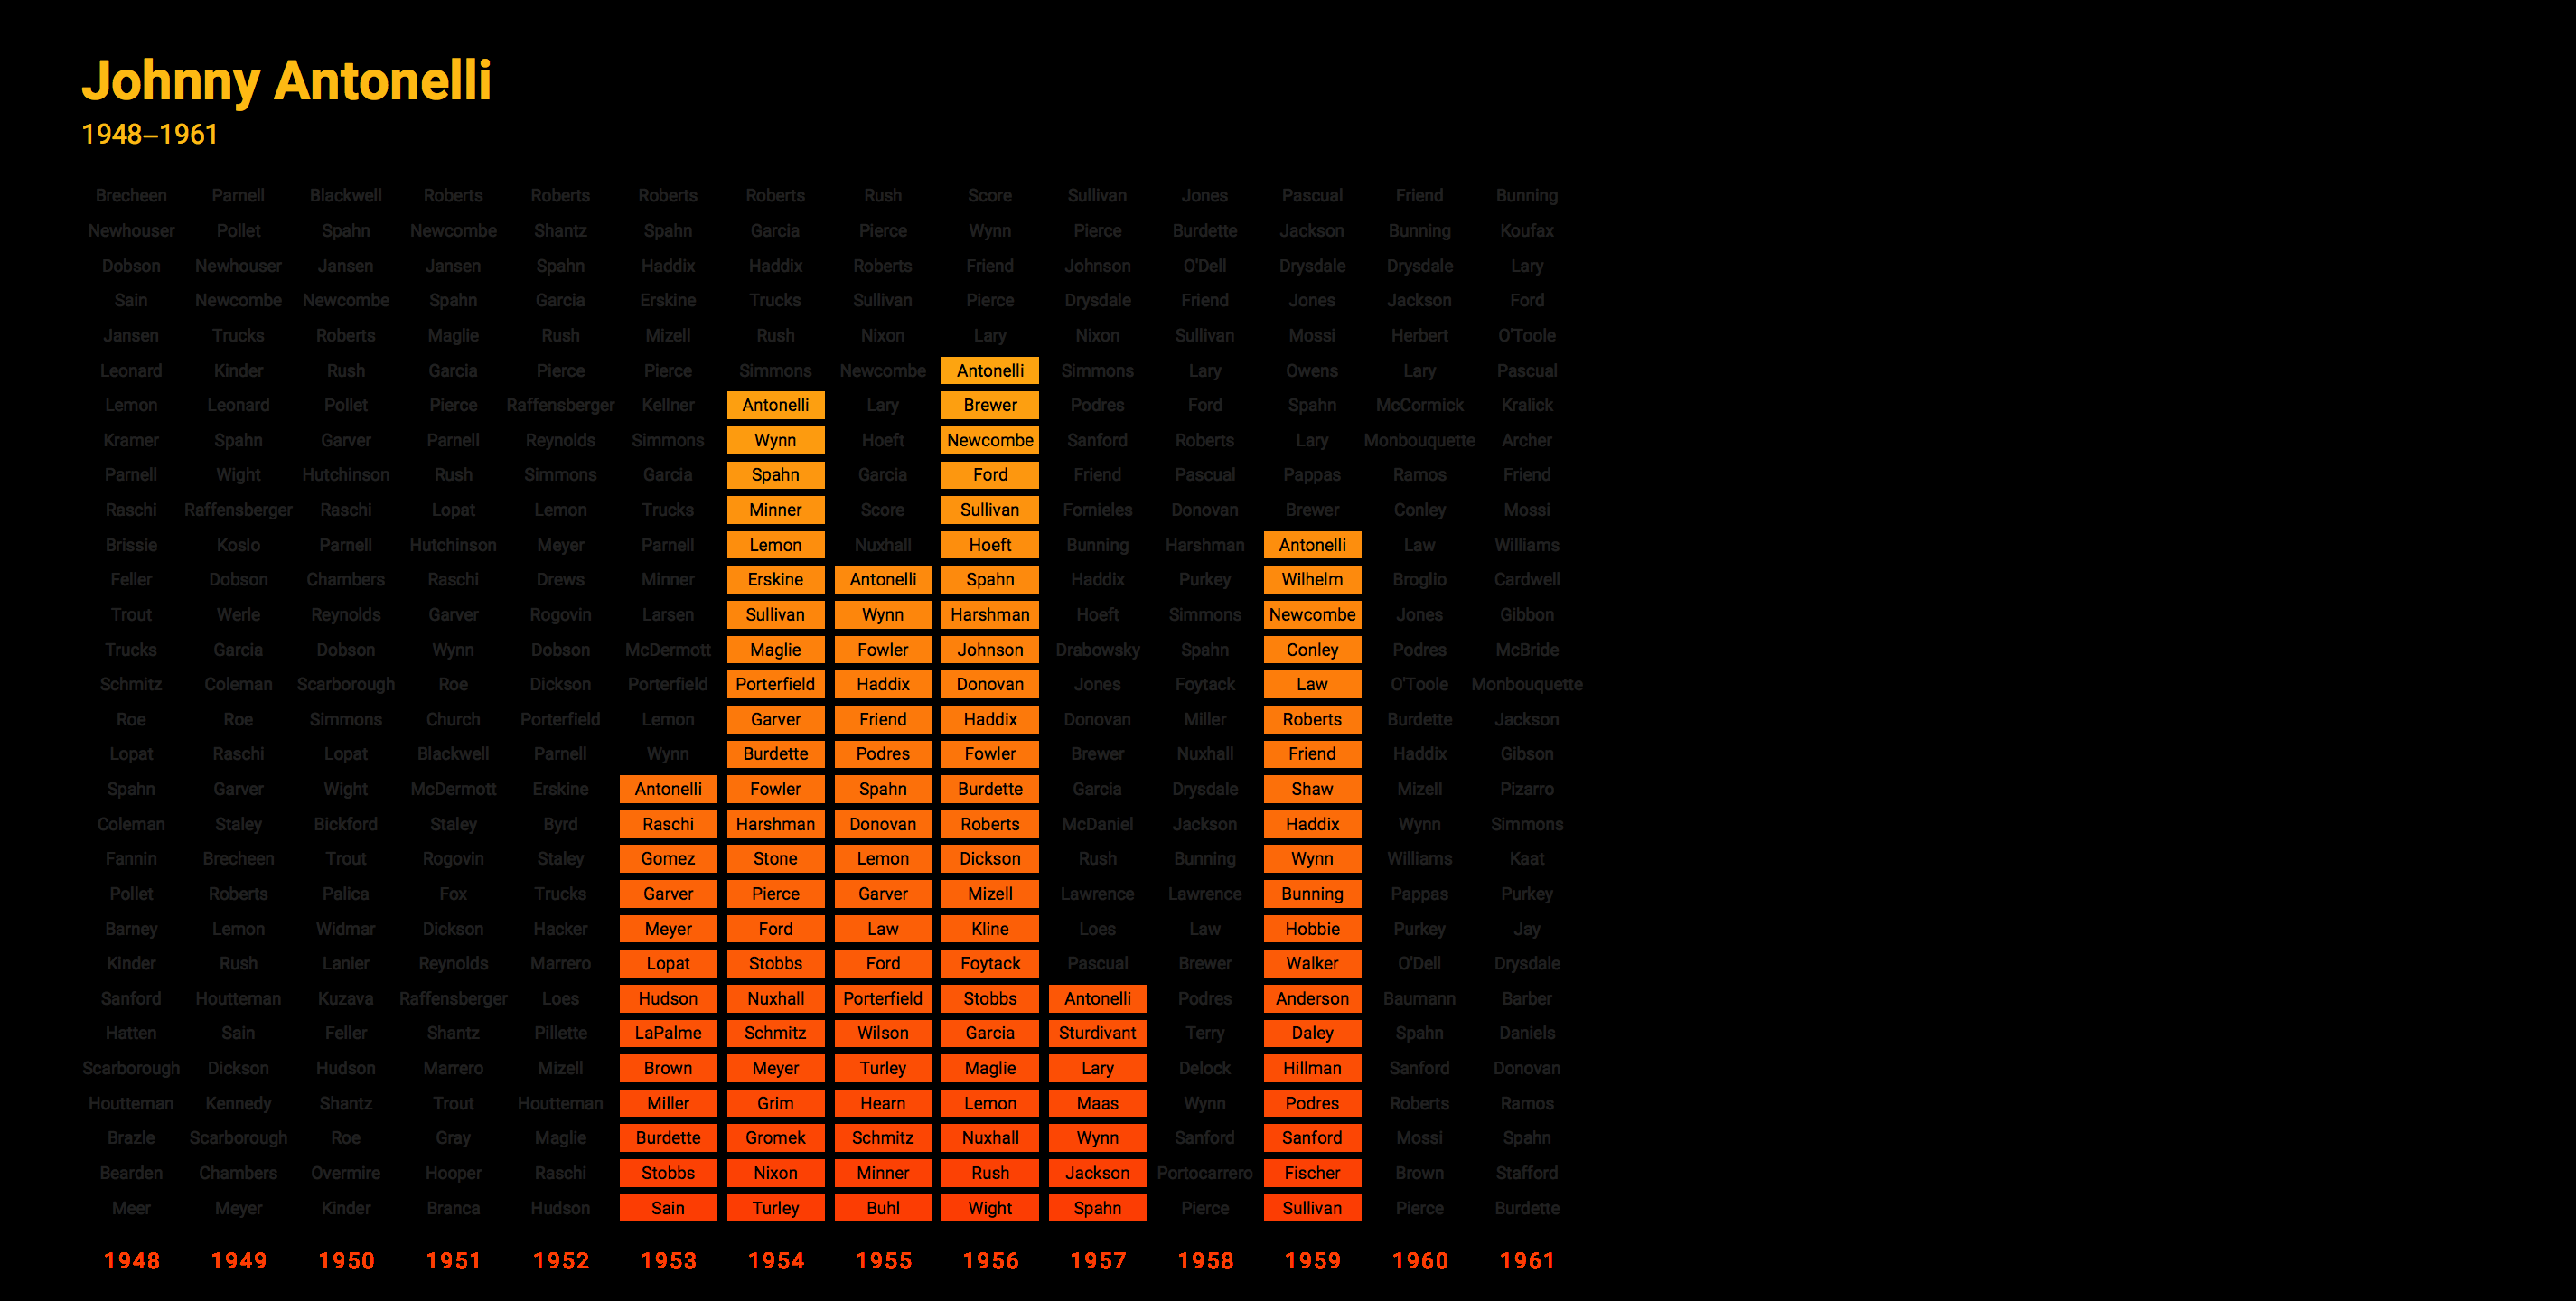 Johnny Antonelli
1948–1961
Brecheen Parnell Blackwell Roberts Roberts Roberts Roberts Rush Score Sullivan Jones Pascual Friend Bunning
Newhouser Pollet Spahn Newcombe Shantz Spahn Garcia Pierce Wynn Pierce Burdette Jackson Bunning Koufax
Dobson Newhouser Jansen Jansen Spahn Haddix Haddix Roberts Friend Johnson O'Dell Drysdale Drysdale Lary
Sain Newcombe Newcombe Spahn Garcia Erskine Trucks Sullivan Pierce Drysdale Friend Jones Jackson Ford
Jansen Trucks Roberts Maglie Rush Mizell Rush Nixon Lary Nixon Sullivan Mossi Herbert O'Toole
Leonard Kinder Rush Garcia Pierce Pierce Simmons Newcombe Antonelli Simmons Lary Owens Lary Pascual
Lemon Leonard Pollet Pierce Raffensberger Kellner Antonelli Lary Brewer Podres Ford Spahn McCormick Kralick
Kramer Spahn Garver Parnell Reynolds Simmons Wynn Hoeft Newcombe Sanford Roberts Lary Monbouquette Archer
Parnell Wight Hutchinson Rush Simmons Garcia Spahn Garcia Ford Friend Pascual Pappas Ramos Friend
Raschi Raffensberger Raschi Lopat Lemon Trucks Minner Score Sullivan Fornieles Donovan Brewer Conley Mossi
Brissie Koslo Parnell Hutchinson Meyer Parnell Lemon Nuxhall Hoeft Bunning Harshman Antonelli Law Williams
Feller Dobson Chambers Raschi Drews Minner Erskine Antonelli Spahn Haddix Purkey Wilhelm Broglio Cardwell
Trout Werle Reynolds Garver Rogovin Larsen Sullivan Wynn Harshman Hoeft Simmons Newcombe Jones Gibbon
Trucks Garcia Dobson Wynn Dobson McDermott Maglie Fowler Johnson Drabowsky Spahn Conley Podres McBride
Schmitz Coleman Scarborough Roe Dickson Porterfield Porterfield Haddix Donovan Jones Foytack Law O'Toole Monbouquette
Roe Roe Simmons Church Porterfield Lemon Garver Friend Haddix Donovan Miller Roberts Burdette Jackson
Lopat Raschi Lopat Blackwell Parnell Wynn Burdette Podres Fowler Brewer Nuxhall Friend Haddix Gibson
Spahn Garver Wight McDermott Erskine Antonelli Fowler Spahn Burdette Garcia Drysdale Shaw Mizell Pizarro
Coleman Staley Bickford Staley Byrd Raschi Harshman Donovan Roberts McDaniel Jackson Haddix Wynn Simmons
Fannin Brecheen Trout Rogovin Staley Gomez Stone Lemon Dickson Rush Bunning Wynn Williams Kaat
Pollet Roberts Palica Fox Trucks Garver Pierce Garver Mizell Lawrence Lawrence Bunning Pappas Purkey
Barney Lemon Widmar Dickson Hacker Meyer Ford Law Kline Loes Law Hobbie Purkey Jay
Kinder Rush Lanier Reynolds Marrero Lopat Stobbs Ford Foytack Pascual Brewer Walker O'Dell Drysdale
Sanford Houtteman Kuzava Raffensberger Loes Hudson Nuxhall Porterfield Stobbs Antonelli Podres Anderson Baumann Barber
Hatten Sain Feller Shantz Pillette LaPalme Schmitz Wilson Garcia Sturdivant Terry Daley Spahn Daniels
Scarborough Dickson Hudson Marrero Mizell Brown Meyer Turley Maglie Lary Delock Hillman Sanford Donovan
Houtteman Kennedy Shantz Trout Houtteman Miller Grim Hearn Lemon Maas Wynn Podres Roberts Ramos
Brazle Scarborough Roe Gray Maglie Burdette Gromek Schmitz Nuxhall Wynn Sanford Sanford Mossi Spahn
Bearden Chambers Overmire Hooper Raschi Stobbs Nixon Minner Rush Jackson Portocarrero Fischer Brown Stafford
Meer Meyer Kinder Branca Hudson Sain Turley Buhl Wight Spahn Pierce Sullivan Pierce Burdette
1948 1949 1950 1951 1952 1953 1954 1955 1956 1957 1958 1959 1960 1961